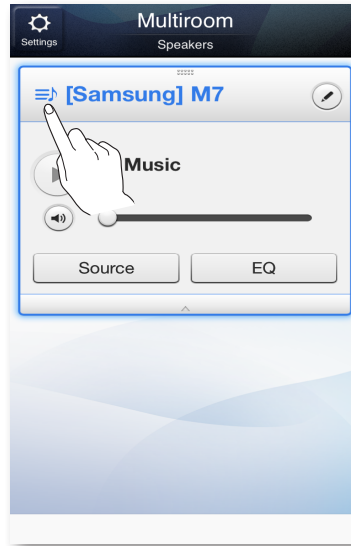 Multiroom
Settings
Speakers
[Samsung] M7
Music
Source
EQ